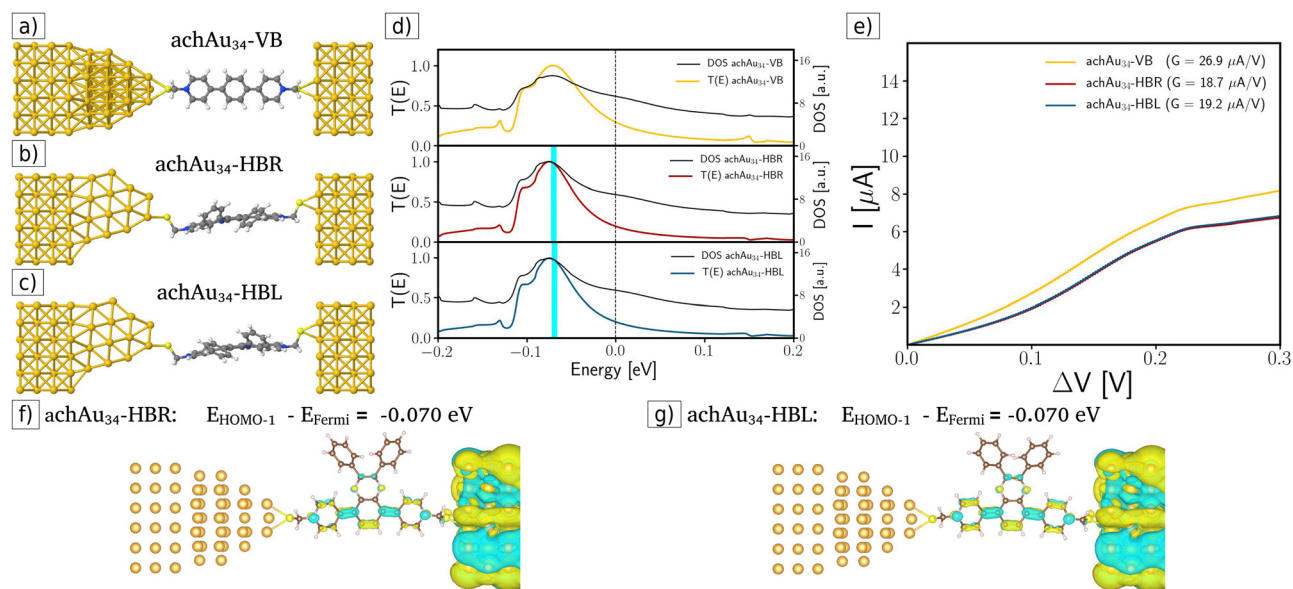 a)
achAu34-VB
b)
achAu34-HBR
c)
achAu34-HBL
d)
T(E)
1.0
0.5
DOS achAu34-VB
T(E) achAu34-VB
16
8
0
DOS [a.u.]
T(E)
1.0
0.5
0.0
DOS achAu34-HBR
T(E) achAu34-HBR
16
8
0
DOS [a.u.]
T(E)
1.0
0.5
0.0
DOS achAu34-HBL
T(E) achAu34-HBL
16
8
0
DOS [a.u.]
−0.2
−0.1
0.0
0.1
0.2
Energy [eV]
e)
I [μA]
14
12
10
8
6
4
2
achAu34-VB (G = 26.9 μA/V)
achAu34-HBR (G = 18.7 μA/V)
achAu34-HBL (G = 19.2 μA/V)
0.0
0.1
0.2
0.3
ΔV [V]
f) achAu34-HBR: EHOMO-1 - EFermi = -0.070 eV
g) achAu34-HBL: EHOMO-1 - EFermi = -0.070 eV